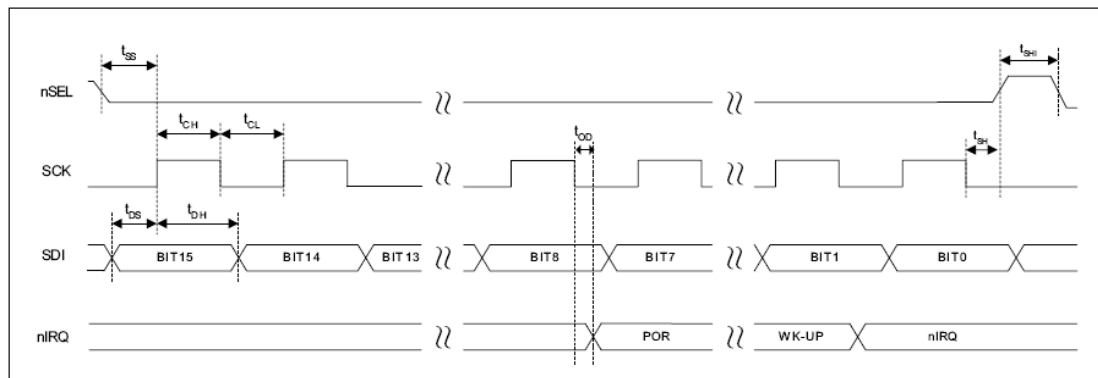 tSS
tSHI
nSEL
tCH
tCL
tOD
tSH
SCK
tDS
tDH
SDI
BIT15
BIT14
BIT13
BIT8
BIT7
BIT1
BIT0
nIRQ
POR
WK-UP
nIRQ